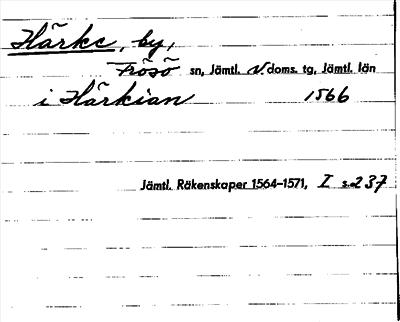 Härke, by,
Frösö sn, Jämtl. v. doms. tg, Jämtl. län
i Härkian 1566
Jämtl. Räkenskaper 1564–1571, I s. 237